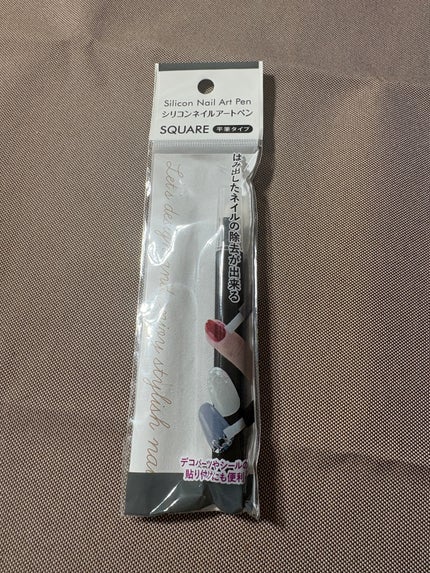 Silicon Nail Art Pen
シリコンネイルアートペン
SQUARE 平筆タイプ
はみ出したネイルの除去が出来る
Let's
stylish
デコパーツやシールの
貼り付けにも便利